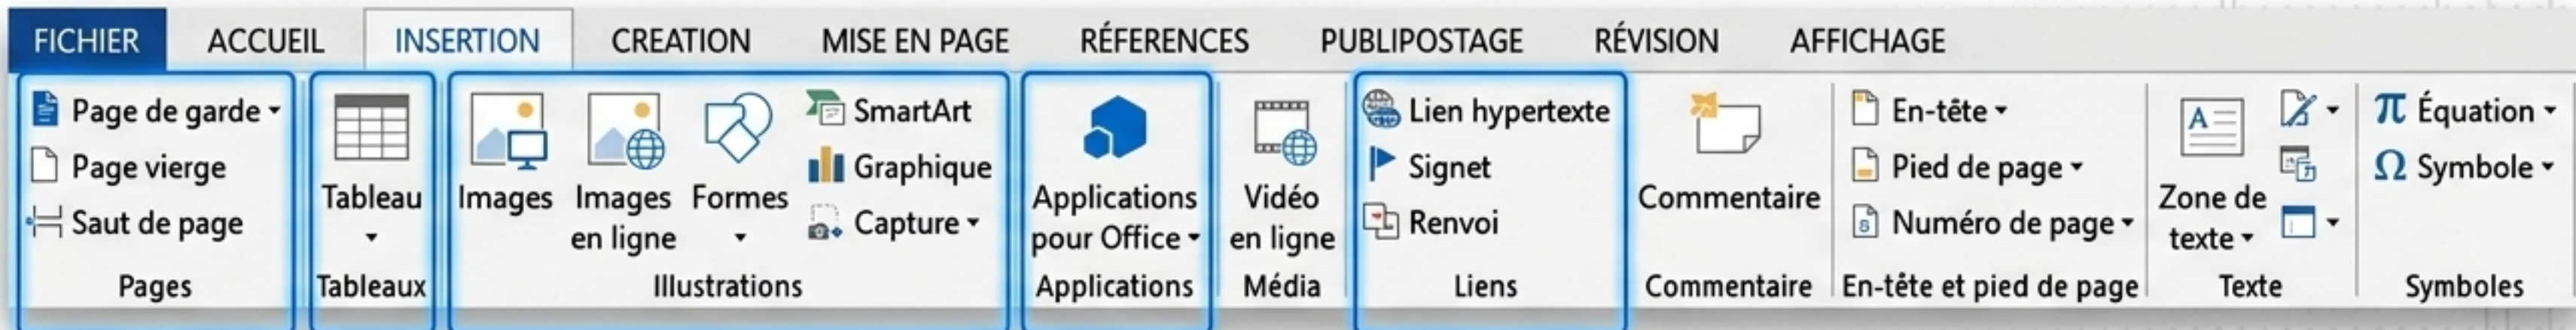 FICHIER ACCUEIL INSERTION CREATION MISE EN PAGE RÉFERENCES PUBLIPOSTAGE RÉVISION AFFICHAGE
Page de garde
Page vierge
Saut de page
Pages
Tableau
Tableaux
Images
Images
en ligne
Formes
SmartArt
Graphique
Capture
Illustrations
Applications
pour Office
Applications
Vidéo
en ligne
Média
Lien hypertexte
Signet
Renvoi
Liens
Commentaire
Commentaire
En-tête
Pied de page
Numéro de page
En-tête et pied de page
A
Zone de
texte
Texte
π Équation
Ω Symbole
Symboles